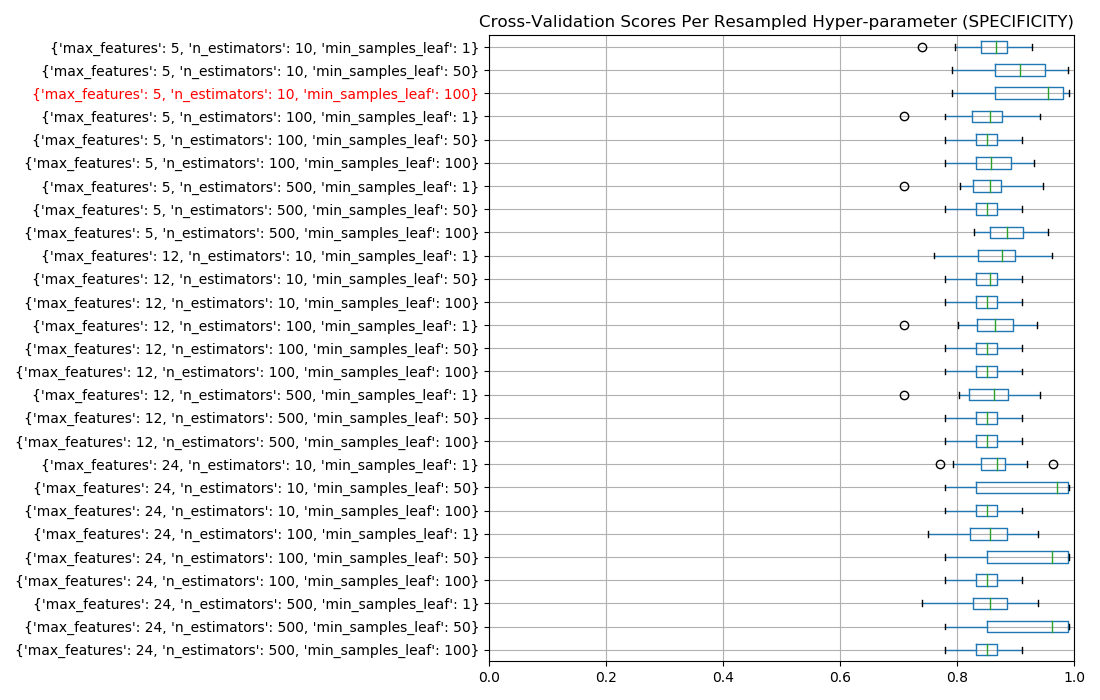 Cross-Validation Scores Per Resampled Hyper-parameter (SPECIFICITY)
{'max_features': 5, 'n_estimators': 10, 'min_samples_leaf': 1}
{'max_features': 5, 'n_estimators': 10, 'min_samples_leaf': 50}
{'max_features': 5, 'n_estimators': 10, 'min_samples_leaf': 100}
{'max_features': 5, 'n_estimators': 100, 'min_samples_leaf': 1}
{'max_features': 5, 'n_estimators': 100, 'min_samples_leaf': 50}
{'max_features': 5, 'n_estimators': 100, 'min_samples_leaf': 100}
{'max_features': 5, 'n_estimators': 500, 'min_samples_leaf': 1}
{'max_features': 5, 'n_estimators': 500, 'min_samples_leaf': 50}
{'max_features': 5, 'n_estimators': 500, 'min_samples_leaf': 100}
{'max_features': 12, 'n_estimators': 10, 'min_samples_leaf': 1}
{'max_features': 12, 'n_estimators': 10, 'min_samples_leaf': 50}
{'max_features': 12, 'n_estimators': 10, 'min_samples_leaf': 100}
{'max_features': 12, 'n_estimators': 100, 'min_samples_leaf': 1}
{'max_features': 12, 'n_estimators': 100, 'min_samples_leaf': 50}
{'max_features': 12, 'n_estimators': 100, 'min_samples_leaf': 100}
{'max_features': 12, 'n_estimators': 500, 'min_samples_leaf': 1}
{'max_features': 12, 'n_estimators': 500, 'min_samples_leaf': 50}
{'max_features': 12, 'n_estimators': 500, 'min_samples_leaf': 100}
{'max_features': 24, 'n_estimators': 10, 'min_samples_leaf': 1}
{'max_features': 24, 'n_estimators': 10, 'min_samples_leaf': 50}
{'max_features': 24, 'n_estimators': 10, 'min_samples_leaf': 100}
{'max_features': 24, 'n_estimators': 100, 'min_samples_leaf': 1}
{'max_features': 24, 'n_estimators': 100, 'min_samples_leaf': 50}
{'max_features': 24, 'n_estimators': 100, 'min_samples_leaf': 100}
{'max_features': 24, 'n_estimators': 500, 'min_samples_leaf': 1}
{'max_features': 24, 'n_estimators': 500, 'min_samples_leaf': 50}
{'max_features': 24, 'n_estimators': 500, 'min_samples_leaf': 100}
0.0 0.2 0.4 0.6 0.8 1.0